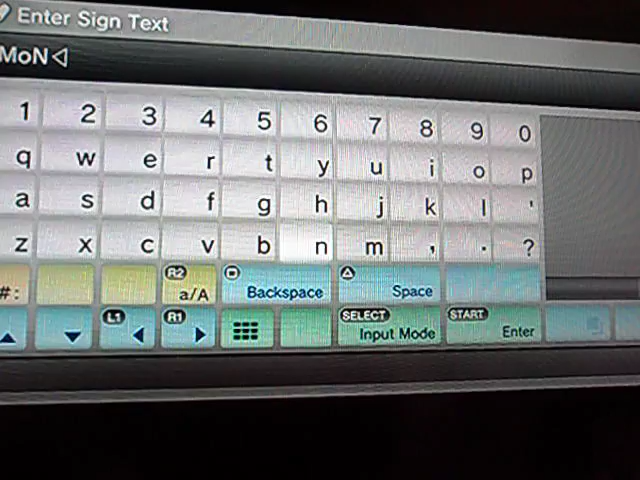 Enter Sign Text
MoN
1 2 3 4 5 6 7 8 9 0
q w e r t y u i o p
a s d f g h j k l '
z x c v b n m , . ?
#: R2 a/A Backspace Space
L1 R1 SELECT Input Mode START Enter